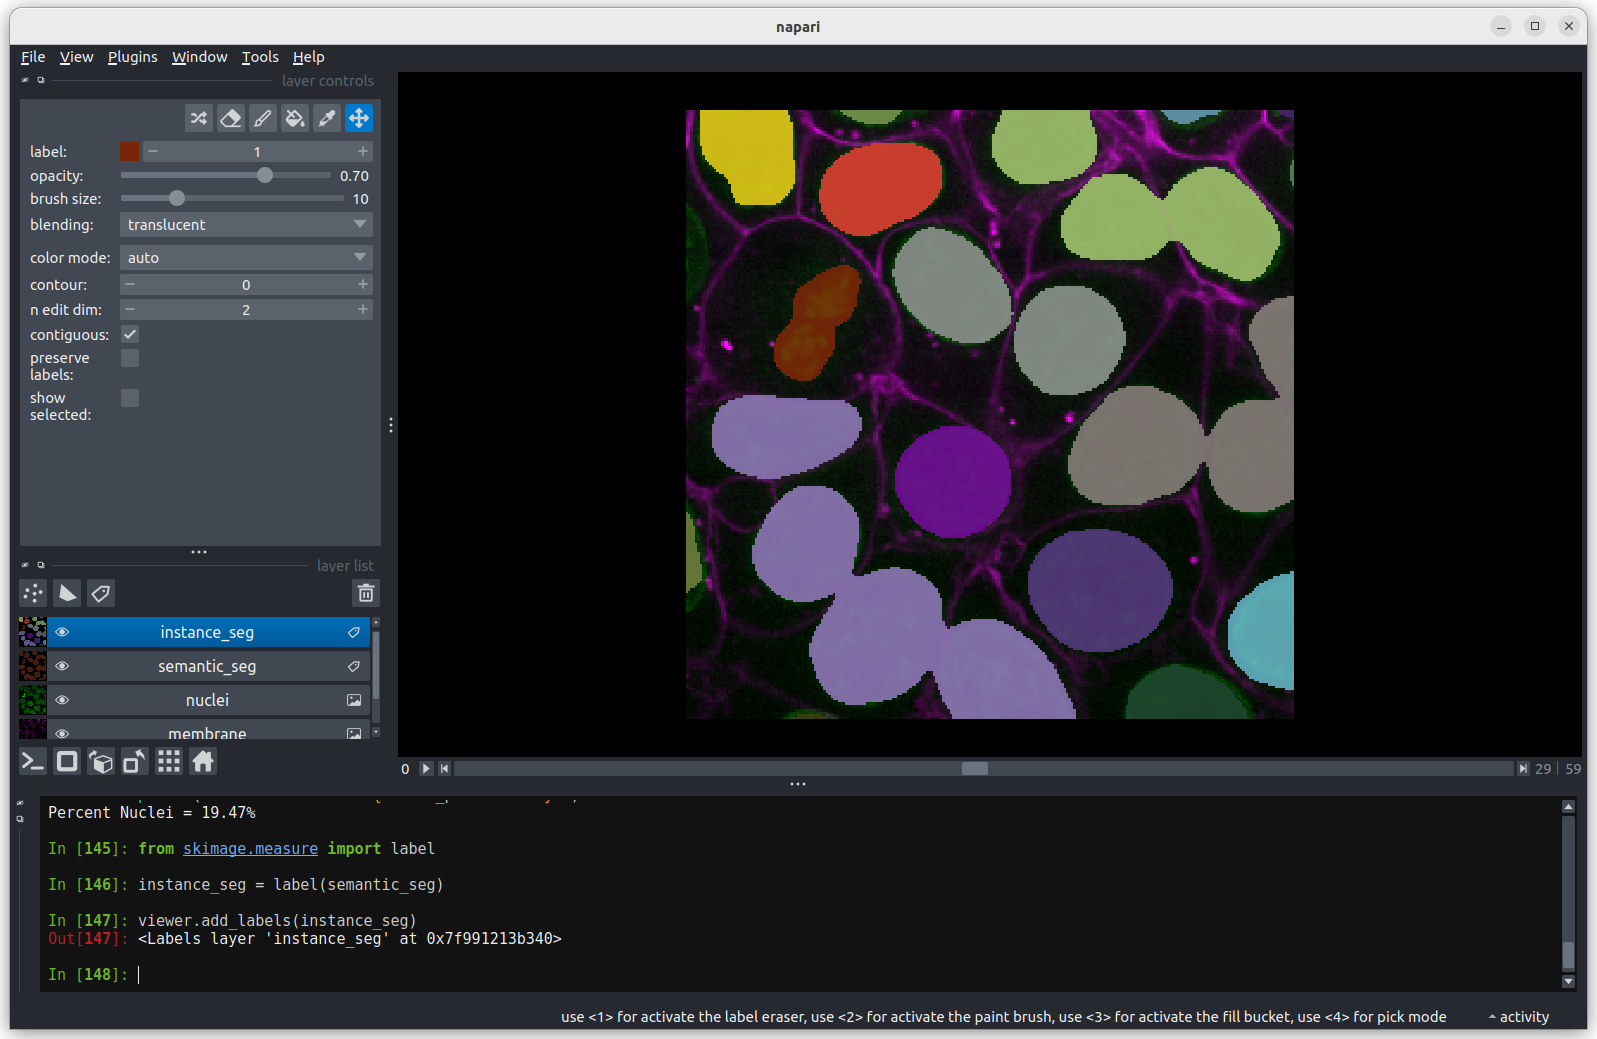 napari
File View Plugins Window Tools Help
layer controls
label: 1
opacity: 0.70
brush size: 10
blending: translucent
color mode: auto
contour: 0
n edit dim: 2
contiguous:
preserve
labels:
show
selected:
layer list
instance_seg
semantic_seg
nuclei
membrane
0 29 59
Percent Nuclei = 19.47%
In [145]: from skimage.measure import label
In [146]: instance_seg = label(semantic_seg)
In [147]: viewer.add_labels(instance_seg)
Out[147]: <Labels layer 'instance_seg' at 0x7f991213b340>
In [148]:
use <1> for activate the label eraser, use <2> for activate the paint brush, use <3> for activate the fill bucket, use <4> for pick mode
activity